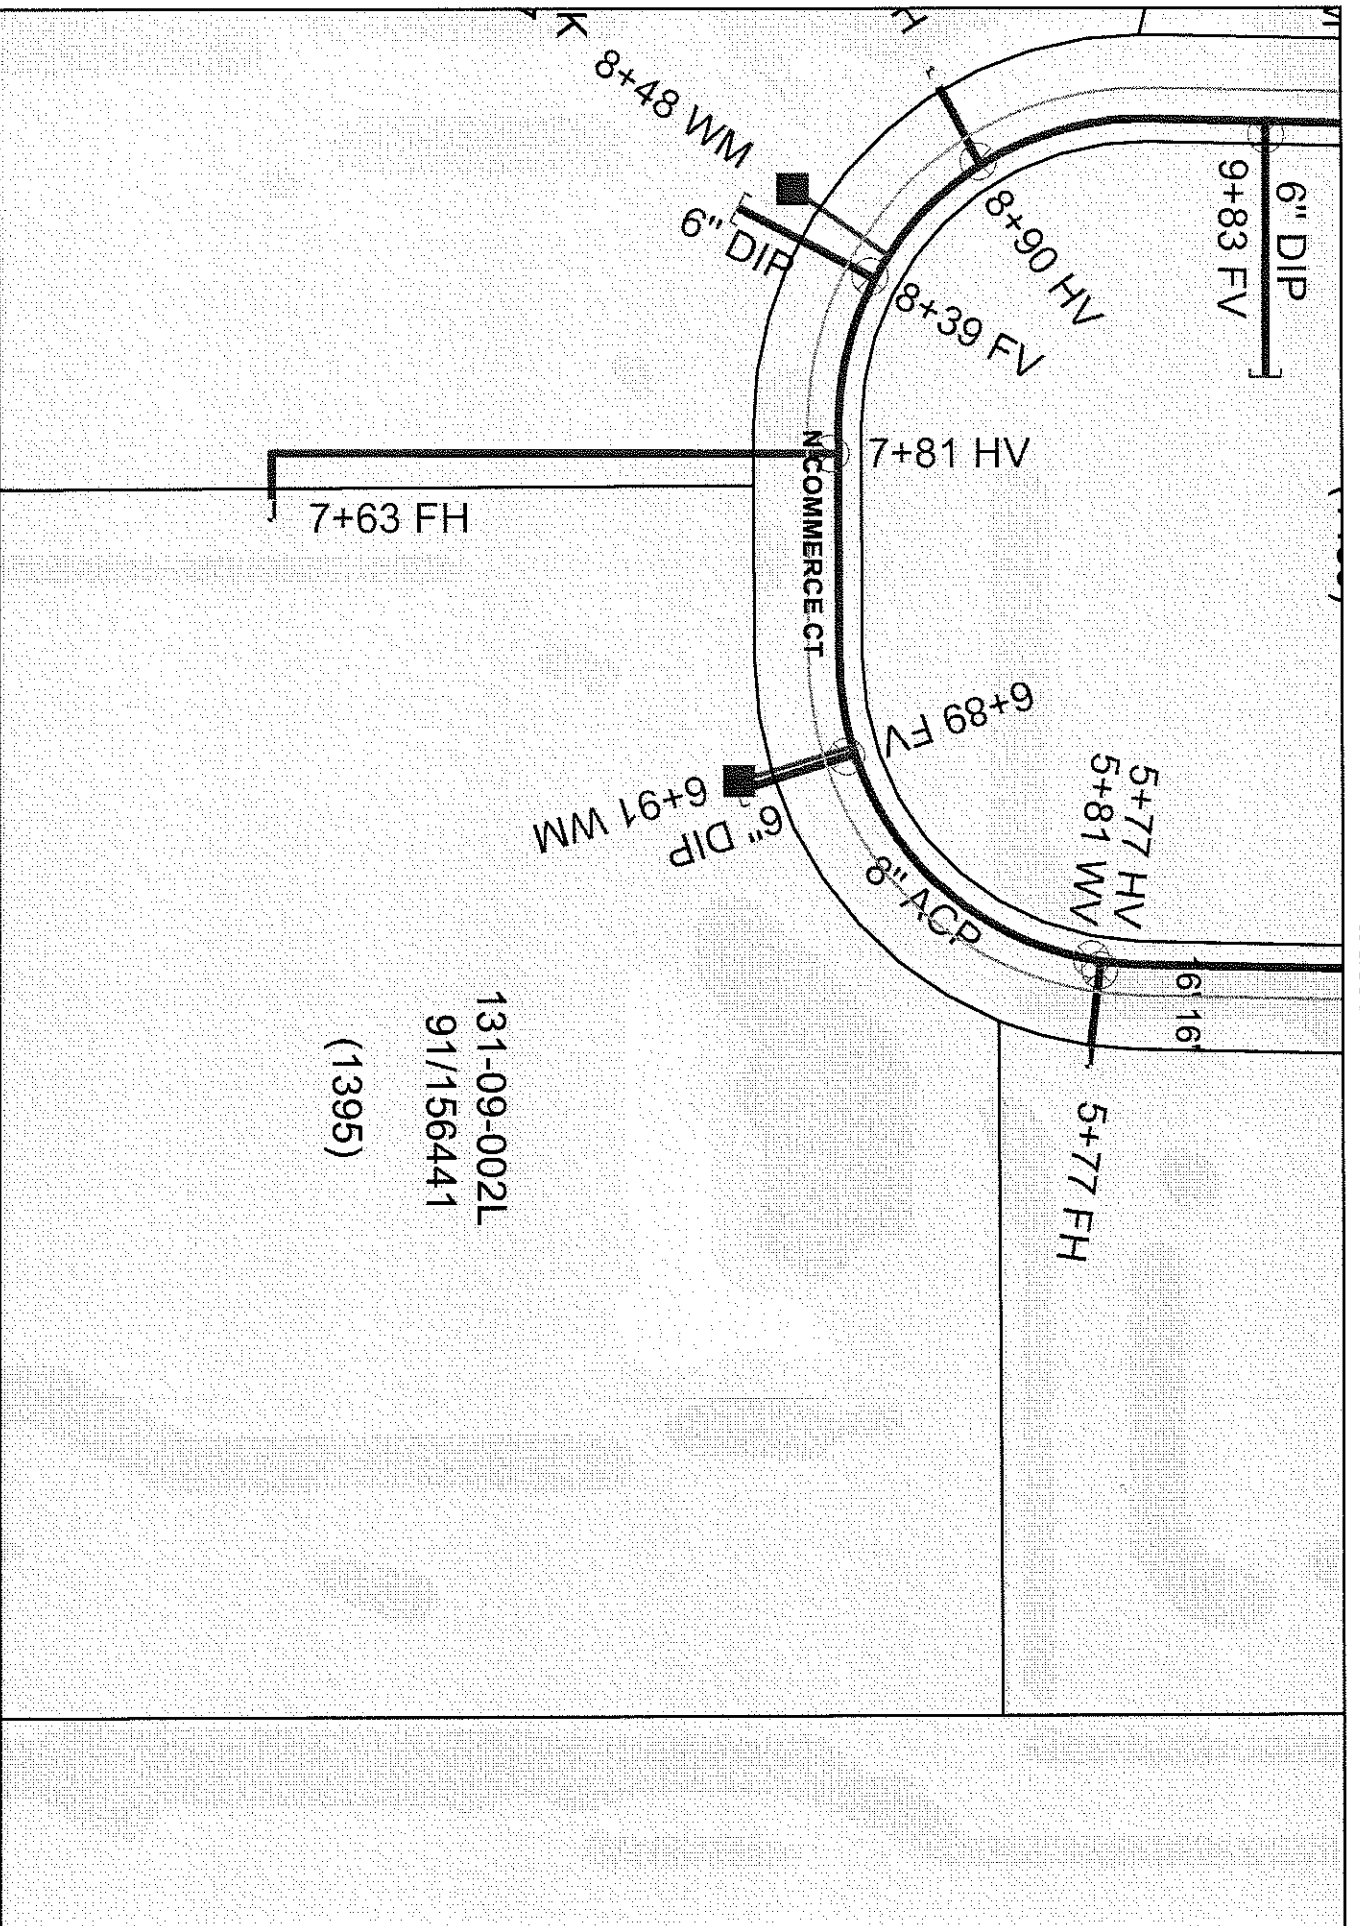 K
H
8+48 WM
6" DIP
9+83 FV
6" DIP
8+90 HV
8+39 FV
7+81 HV
7+63 FH
N COMMERCE CT
6+89 FV
6+91 WM
6" DIP
8" ACP
5+77 HV
5+81 WV
6' 16'
5+77 FH
131-09-002L
91/156441
(1395)